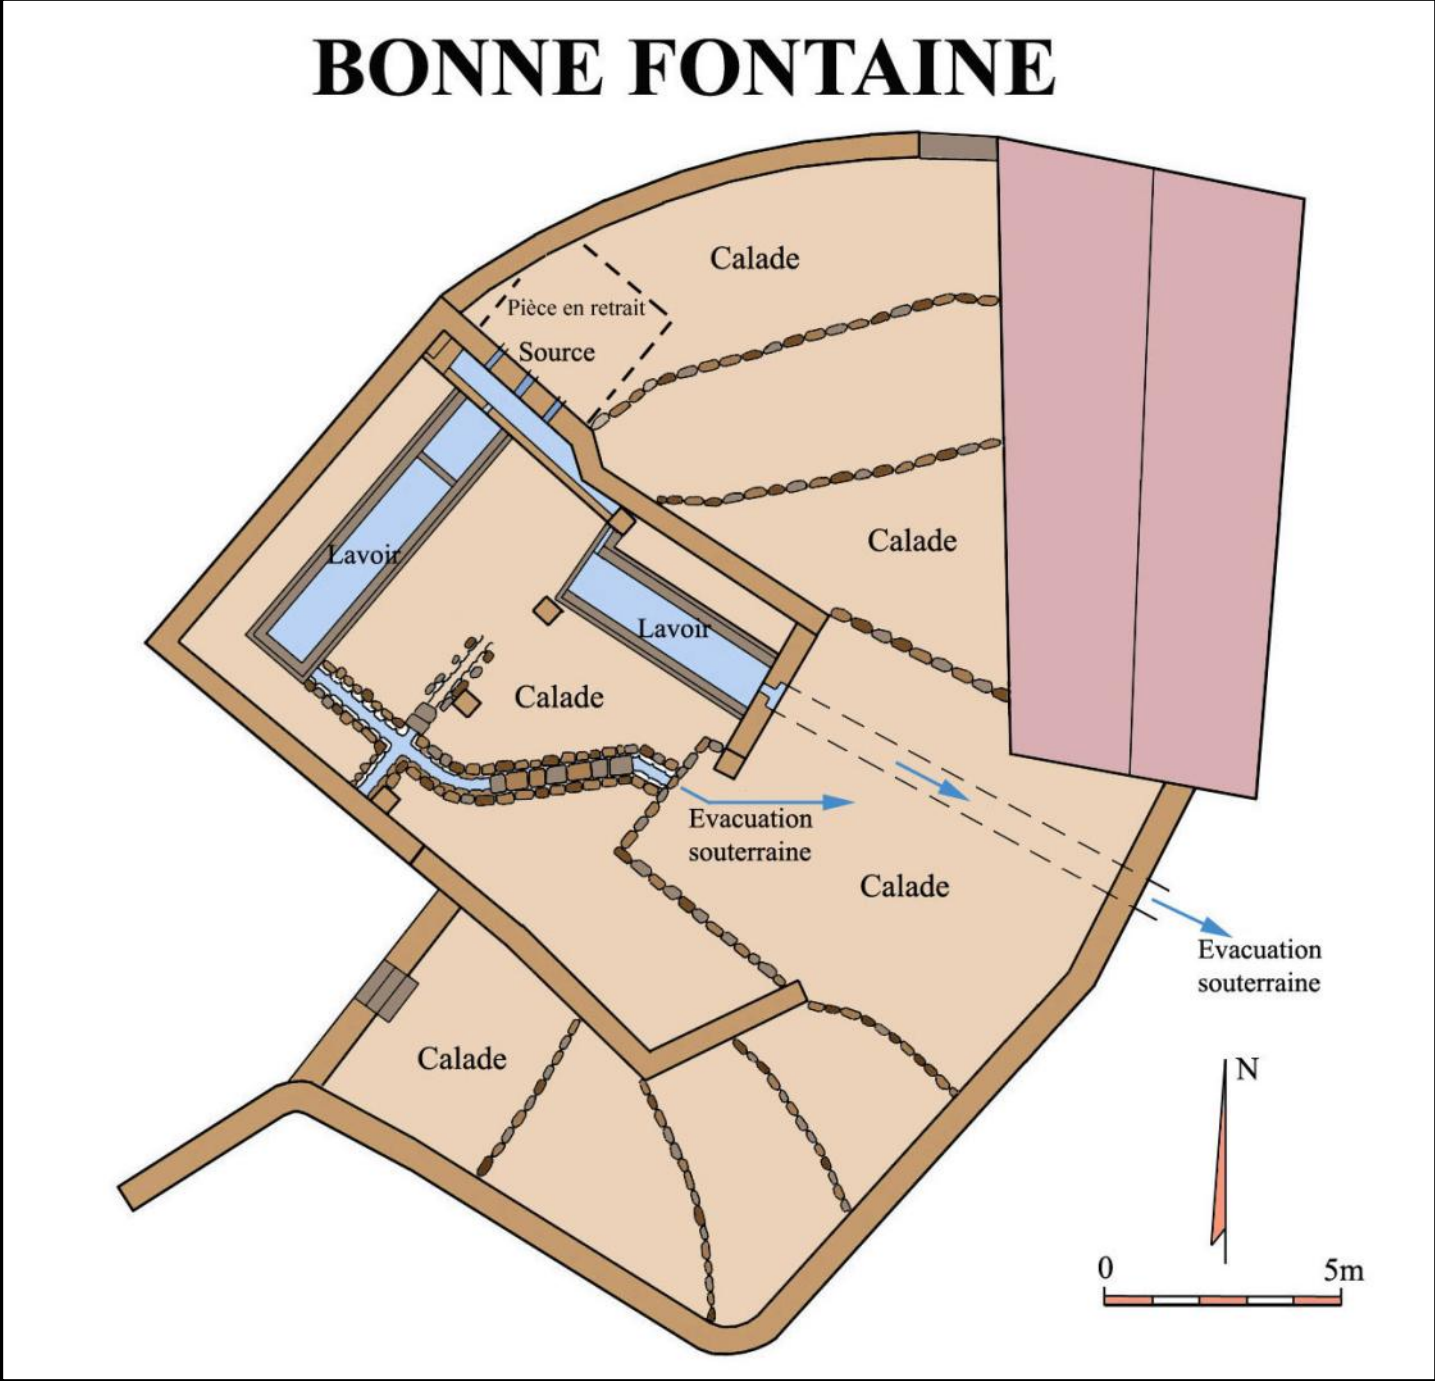 BONNE FONTAINE
Calade
Pièce en retrait
Source
Calade
Lavoir
Lavoir
Calade
Evacuation
souterraine
Calade
Evacuation
souterraine
Calade
N
0
5m